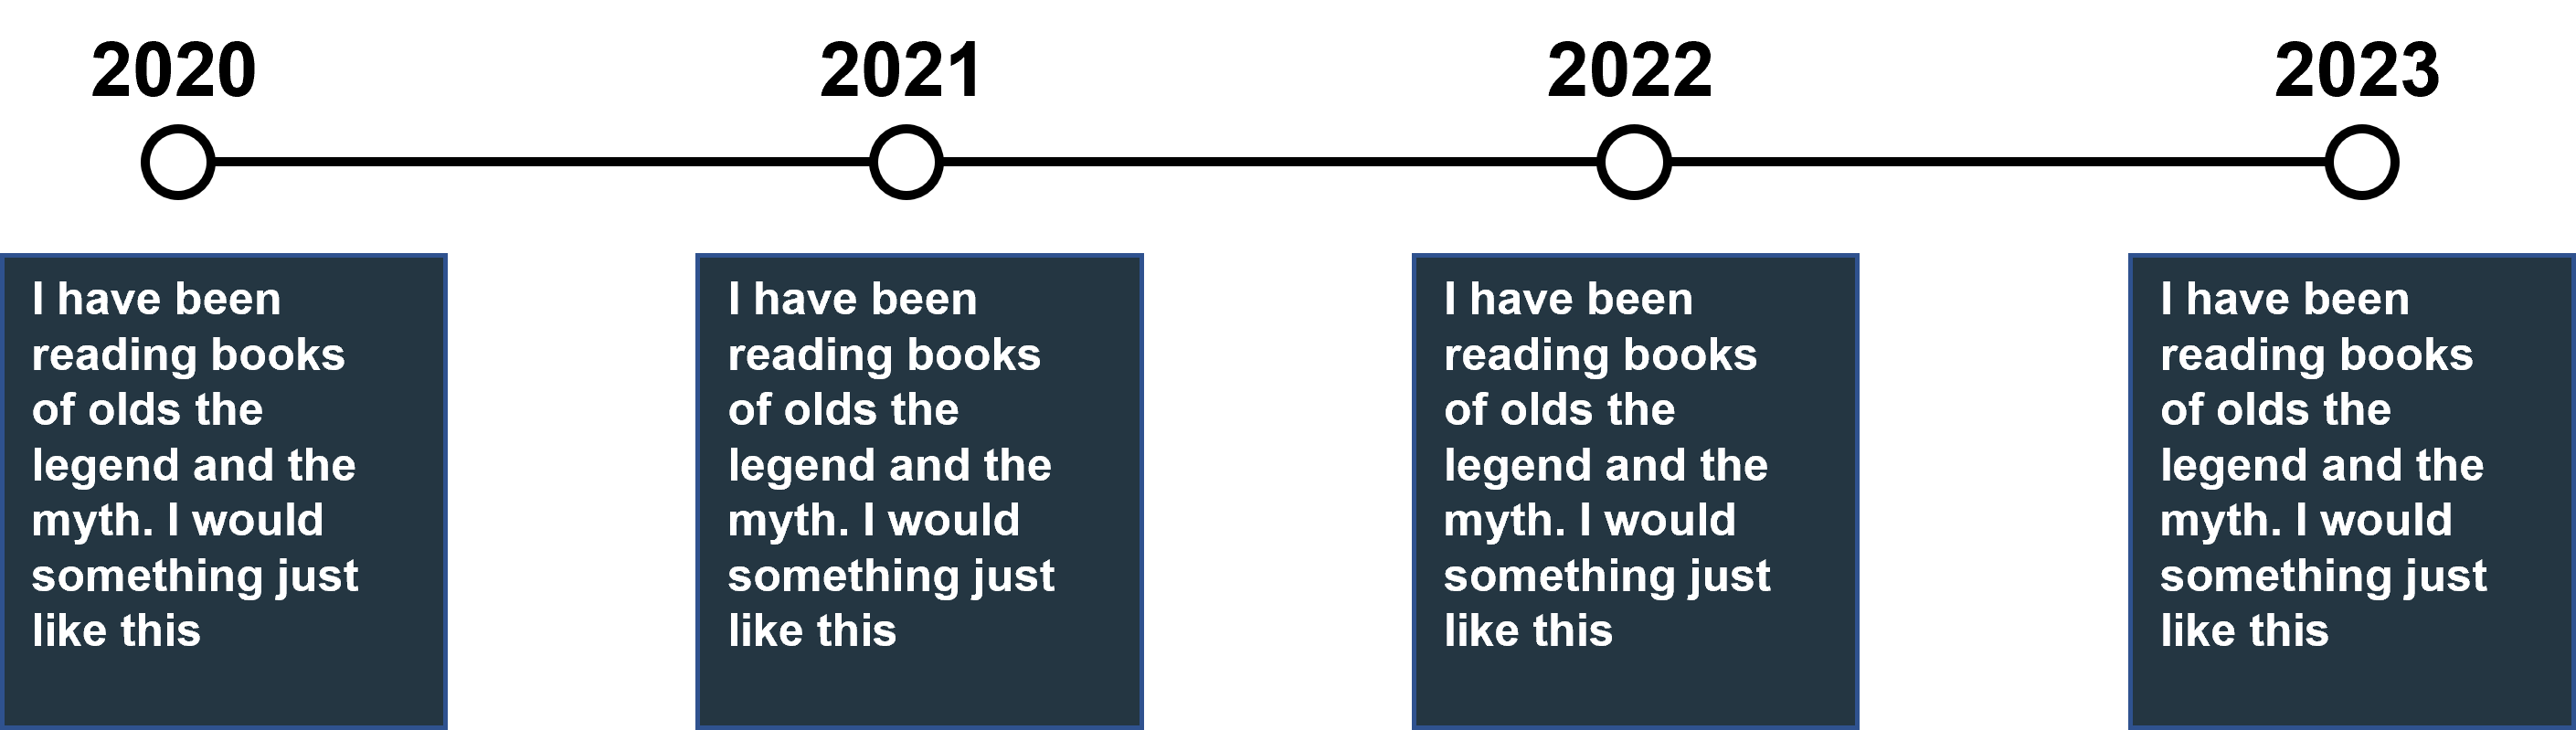 2020
2021
2022
2023
I have been
reading books
of olds the
legend and the
myth. I would
something just
like this
I have been
reading books
of olds the
legend and the
myth. I would
something just
like this
I have been
reading books
of olds the
legend and the
myth. I would
something just
like this
I have been
reading books
of olds the
legend and the
myth. I would
something just
like this